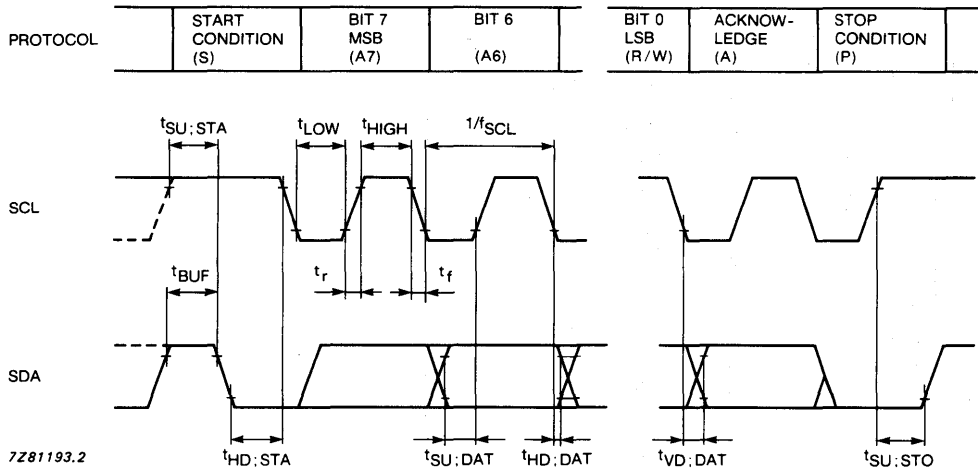 PROTOCOL
START CONDITION (S)
BIT 7 MSB (A7)
BIT 6 (A6)
BIT 0 LSB (R/W)
ACKNOW- LEDGE (A)
STOP CONDITION (P)
tSU;STA
tLOW
tHIGH
1/fSCL
SCL
tBUF
tr
tf
SDA
tHD;STA
tSU;DAT
tHD;DAT
tVD;DAT
tSU;STO
7Z81193.2